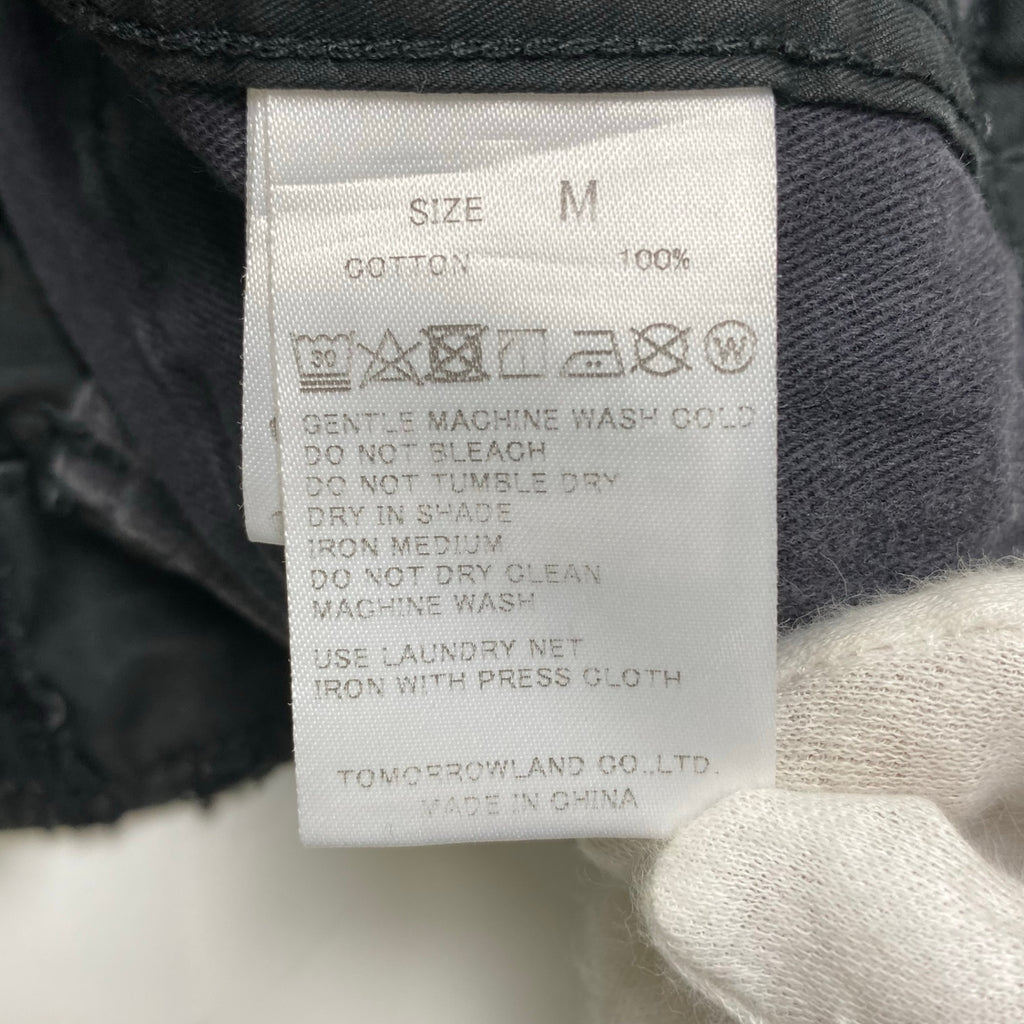 SIZE M
COTTON 100%
30 W
GENTLE MACHINE WASH COLD
DO NOT BLEACH
DO NOT TUMBLE DRY
DRY IN SHADE
IRON MEDIUM
DO NOT DRY CLEAN
MACHINE WASH
USE LAUNDRY NET
IRON WITH PRESS CLOTH
TOMORROWLAND CO.,LTD.
MADE IN CHINA